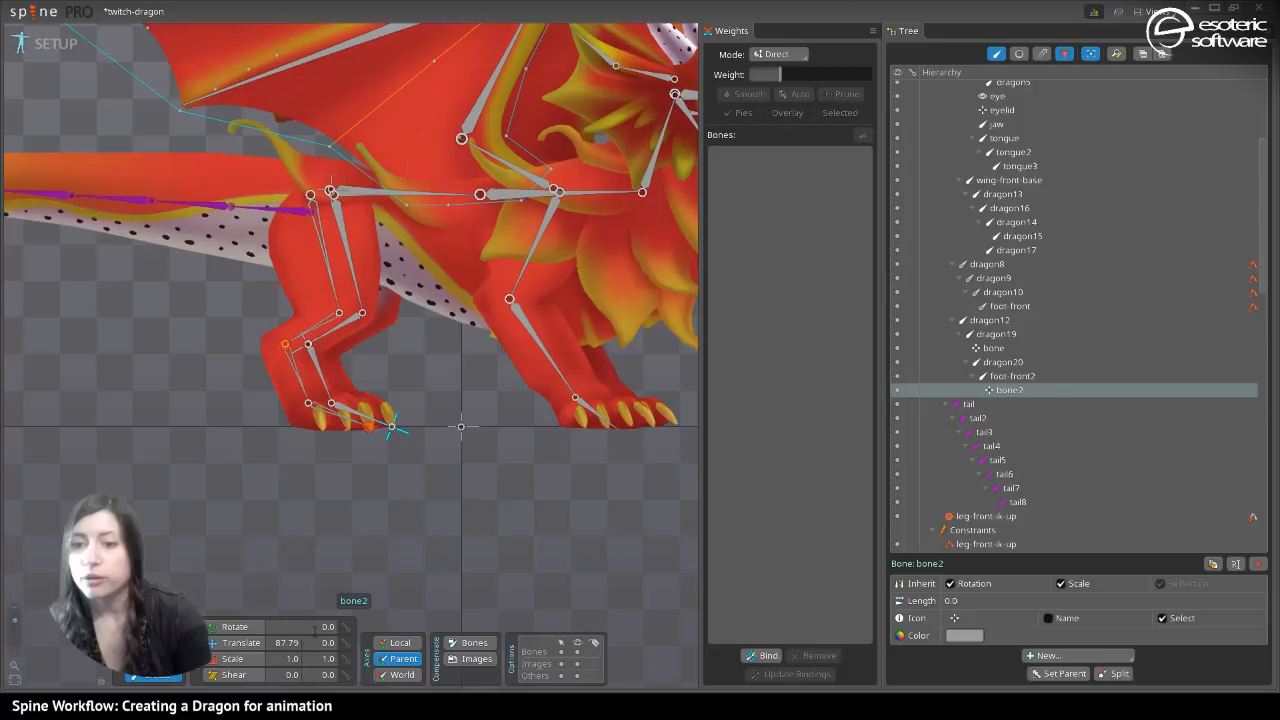 spine PRO
*twitch-dragon
Views
esoteric
software
SETUP
Weights
Mode:
Direct
Weight:
Smooth
Auto
Prune
Pies
Overlay
Selected
Bones:
Bind
Remove
Update Bindings
Tree
Hierarchy
dragon5
eye
eyelid
jaw
tongue
tongue2
tongue3
wing-front-base
dragon13
dragon16
dragon14
dragon15
dragon17
dragon8
dragon9
dragon10
foot-front
dragon12
dragon19
bone
dragon20
foot-front2
bone2
tail
tail2
tail3
tail4
tail5
tail6
tail7
tail8
leg-front-ik-up
Constraints
leg-front-ik-up
Bone: bone2
Inherit
Rotation
Scale
Reflection
Length
0.0
Icon
Name
Select
Color
New...
Set Parent
Split
bone2
Rotate
0.0
Translate
87.79
0.0
Scale
1.0
1.0
Shear
0.0
0.0
Axes
Local
Parent
World
Compensate
Bones
Images
Options
Bones
Images
Others
Spine Workflow: Creating a Dragon for animation